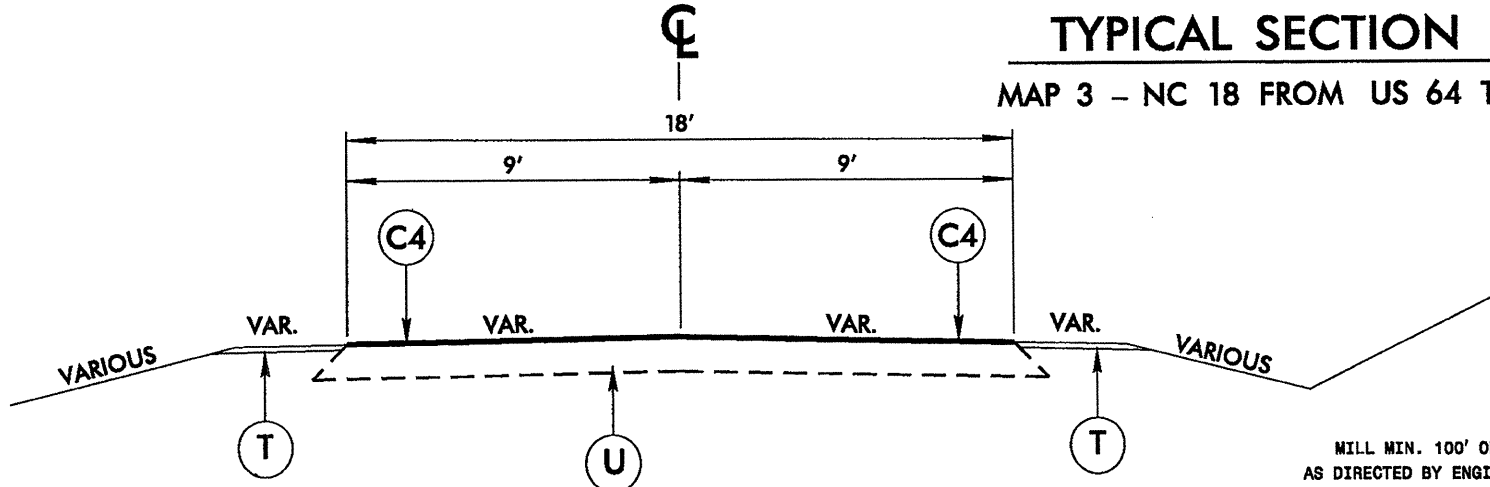 ℄
TYPICAL SECTION
MAP 3 – NC 18 FROM US 64
18'
9' 9'
C4 C4
VAR. VAR. VAR. VAR.
VARIOUS VARIOUS
T U T
MILL MIN. 100'
AS DIRECTED BY